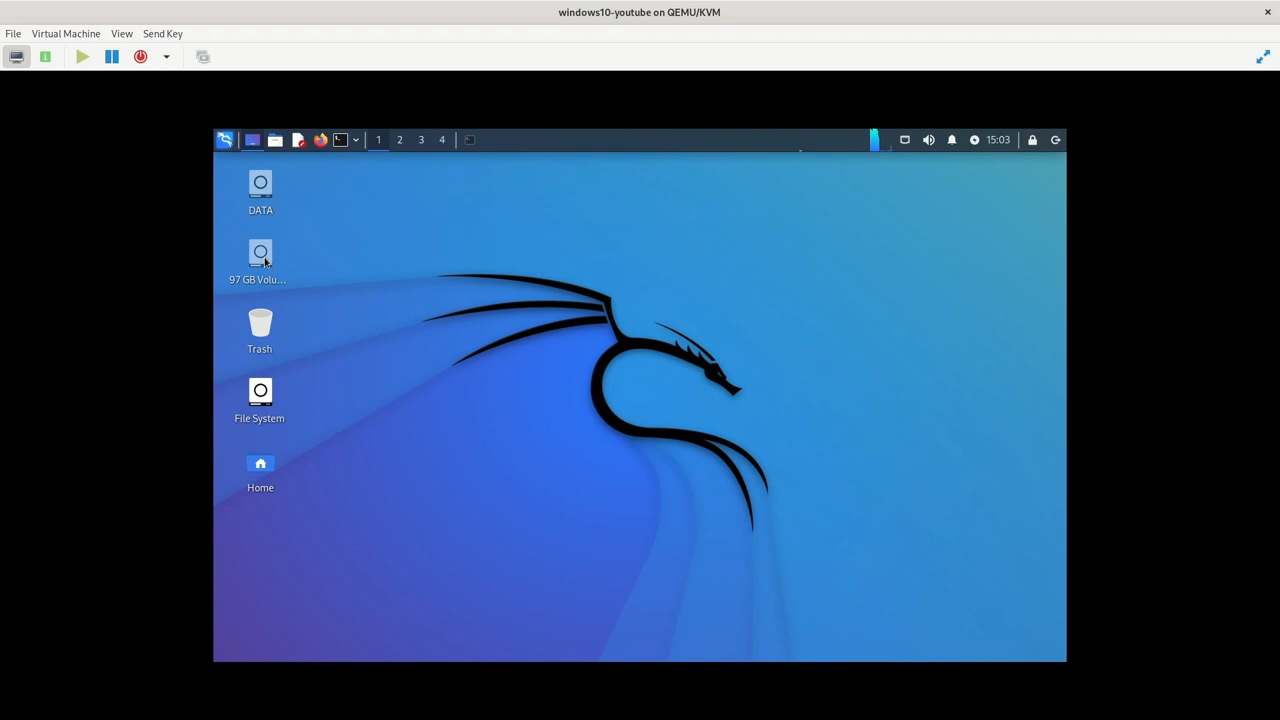 windows10-youtube on QEMU/KVM
File Virtual Machine View Send Key
1 2 3 4 15:03
DATA
97 GB Volu...
Trash
File System
Home